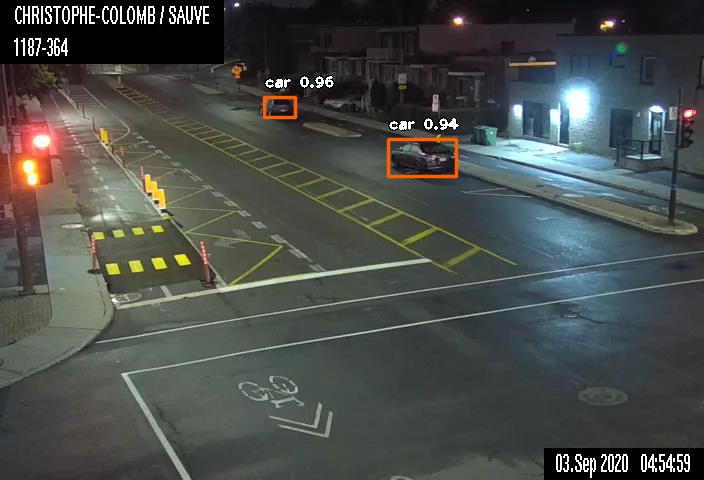 CHRISTOPHE-COLOMB / SAUVE
1187-364
car 0.96
car 0.94
03.Sep 2020 04:54:59